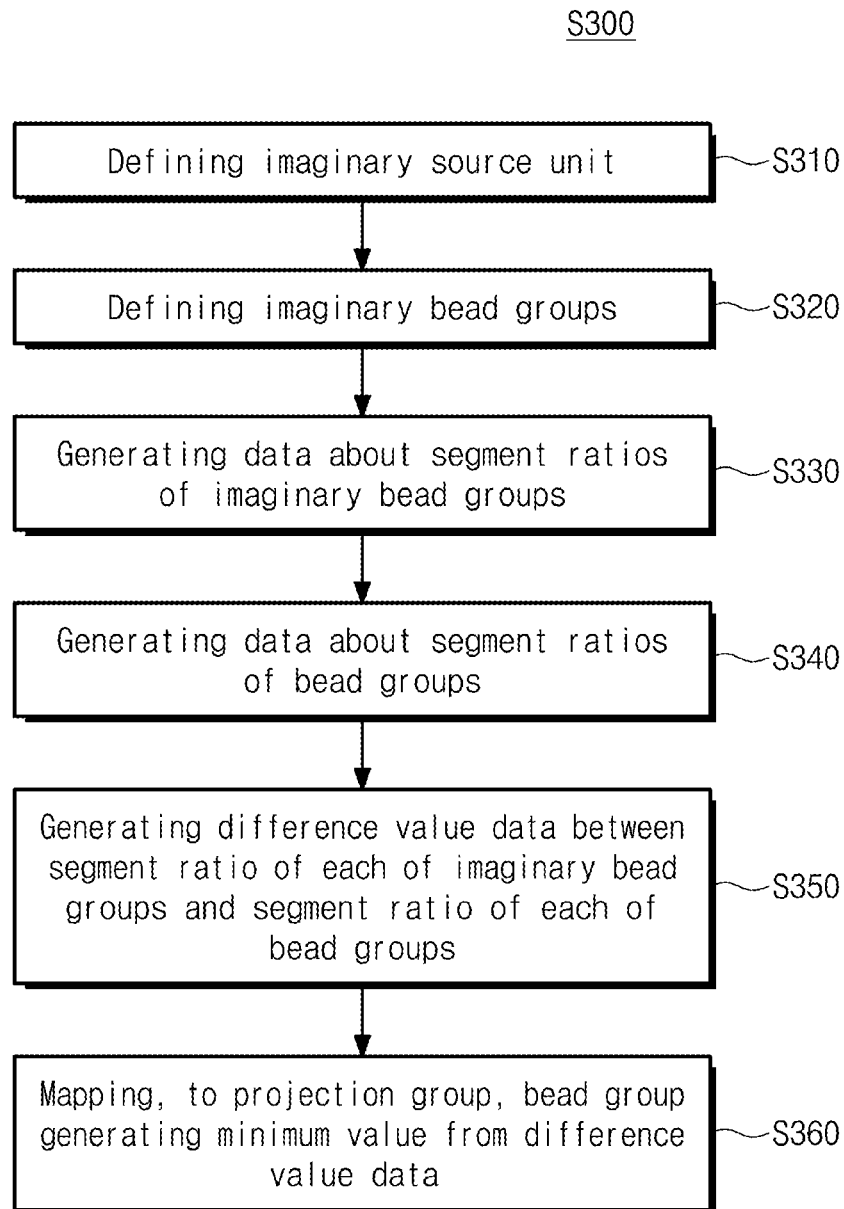 S300
Defining imaginary source unit
S310
Defining imaginary bead groups
S320
Generating data about segment ratios
of imaginary bead groups
S330
Generating data about segment ratios
of bead groups
S340
Generating difference value data between
segment ratio of each of imaginary bead
groups and segment ratio of each of
bead groups
S350
Mapping, to projection group, bead group
generating minimum value from difference
value data
S360